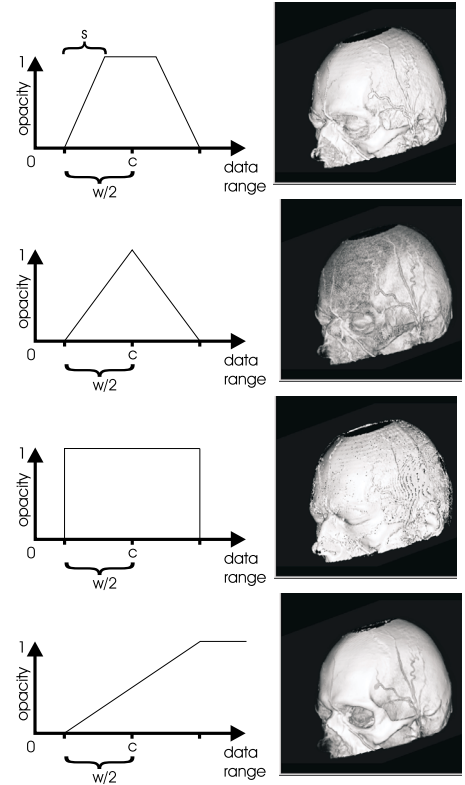 s
1
opacity
0
c
data
range
w/2
1
opacity
0
c
data
range
w/2
1
opacity
0
c
data
range
w/2
1
opacity
0
c
data
range
w/2